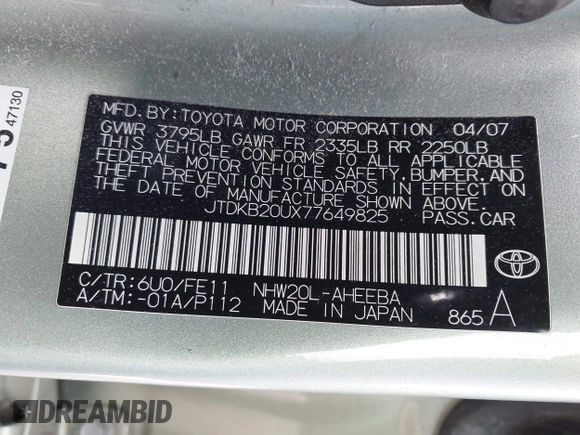 MFD. BY: TOYOTA MOTOR CORPORATION 04/07
GVWR 3795LB GAWR FR 2335LB RR 2250LB
THIS VEHICLE CONFORMS TO ALL APPLICABLE
FEDERAL MOTOR VEHICLE SAFETY, BUMPER, AND
THEFT PREVENTION STANDARDS IN EFFECT ON
THE DATE OF MANUFACTURE SHOWN ABOVE.
JTDKB20UX77649825 PASS. CAR
C/TR: 6U0/FE11 NHW20L-AHEEBA
A/TM: -01A/P112 MADE IN JAPAN 865 A
47130
DREAMBID